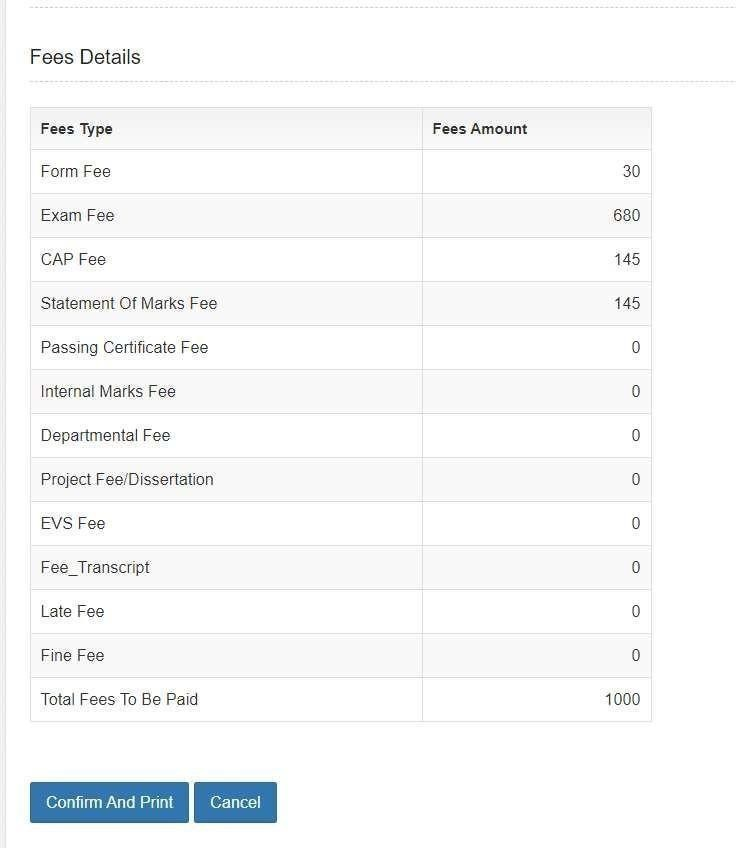 Fees Details
Fees Type Fees Amount
Form Fee 30
Exam Fee 680
CAP Fee 145
Statement Of Marks Fee 145
Passing Certificate Fee 0
Internal Marks Fee 0
Departmental Fee 0
Project Fee/Dissertation 0
EVS Fee 0
Fee_Transcript 0
Late Fee 0
Fine Fee 0
Total Fees To Be Paid 1000
Confirm And Print Cancel